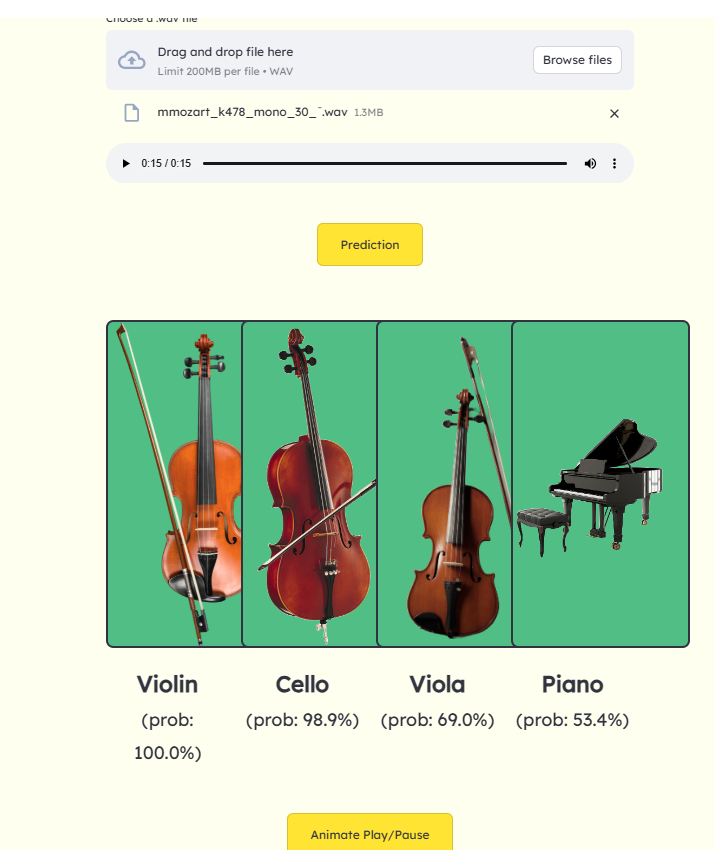 Choose a .wav file
Drag and drop file here
Limit 200MB per file • WAV
Browse files
mmozart_k478_mono_30_ˉ.wav 1.3MB
0:15 / 0:15
Prediction
Violin
(prob:
100.0%)
Cello
(prob: 98.9%)
Viola
(prob: 69.0%)
Piano
(prob: 53.4%)
Animate Play/Pause